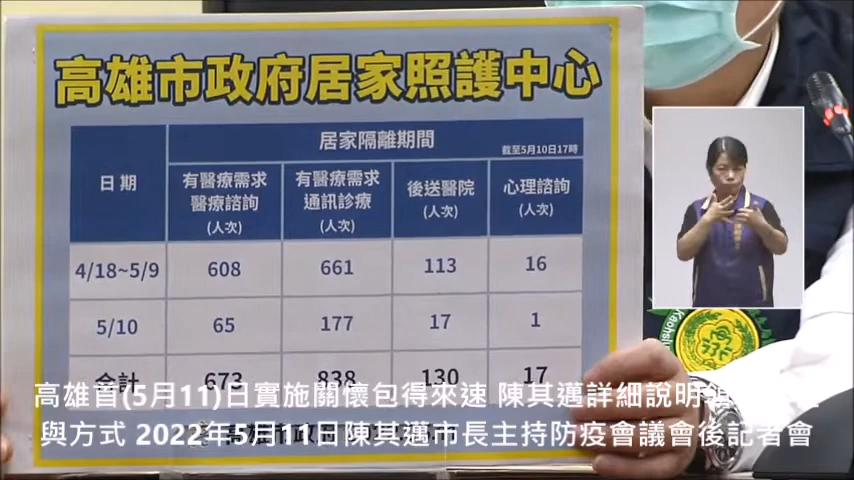 高雄市政府居家照護中心
日期
居家隔離期間
截至5月10日17時
有醫療需求
醫療諮詢
(人次)
有醫療需求
通訊診療
(人次)
後送醫院
(人次)
心理諮詢
(人次)
4/18~5/9 608 661 113 16
5/10 65 177 17 1
合計 673 838 130 17
高雄首(5月11)日實施關懷包得來速 陳其邁詳細說明
與方式 2022年5月11日陳其邁市長主持防疫會議會後記者會